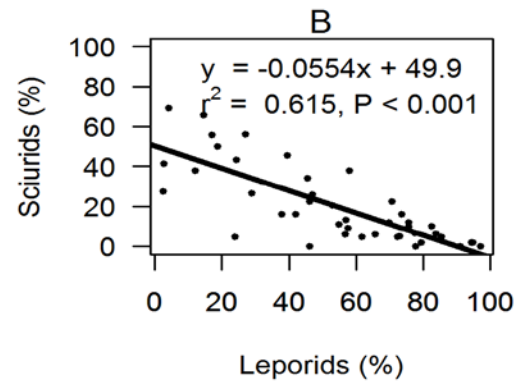 B
y = -0.0554x + 49.9
r² = 0.615, P < 0.001
Sciurids (%)
100
80
60
40
20
0
0 20 40 60 80 100
Leporids (%)